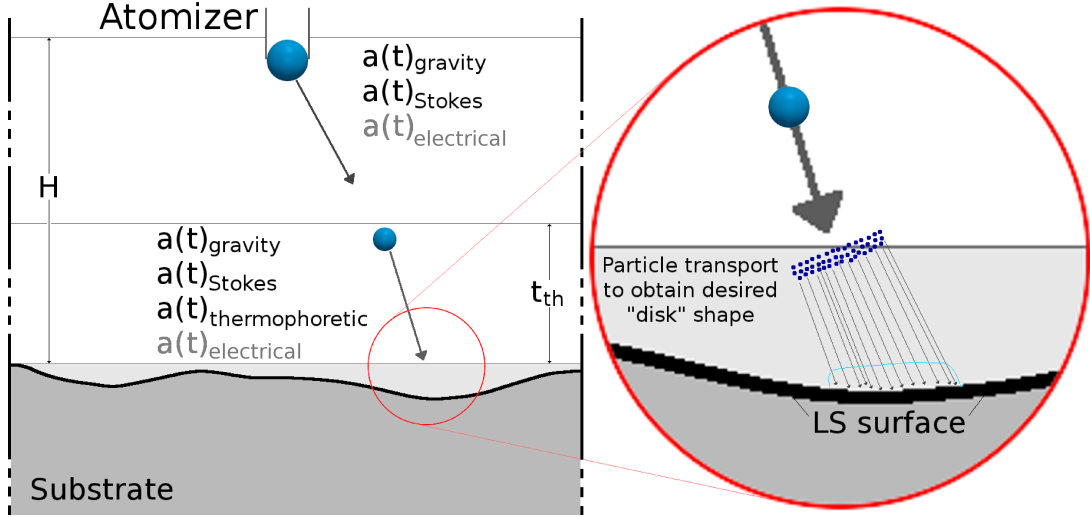 Atomizer
a(t)gravity
a(t)Stokes
a(t)electrical
H
a(t)gravity
a(t)Stokes
a(t)thermophoretic
a(t)electrical
tth
Substrate
Particle transport
to obtain desired
"disk" shape
LS surface